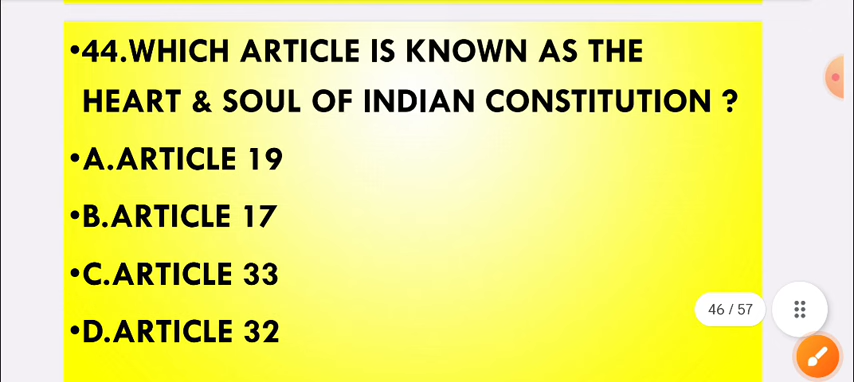 •44.WHICH ARTICLE IS KNOWN AS THE
HEART & SOUL OF INDIAN CONSTITUTION ?
•A.ARTICLE 19
•B.ARTICLE 17
•C.ARTICLE 33
•D.ARTICLE 32
46 / 57